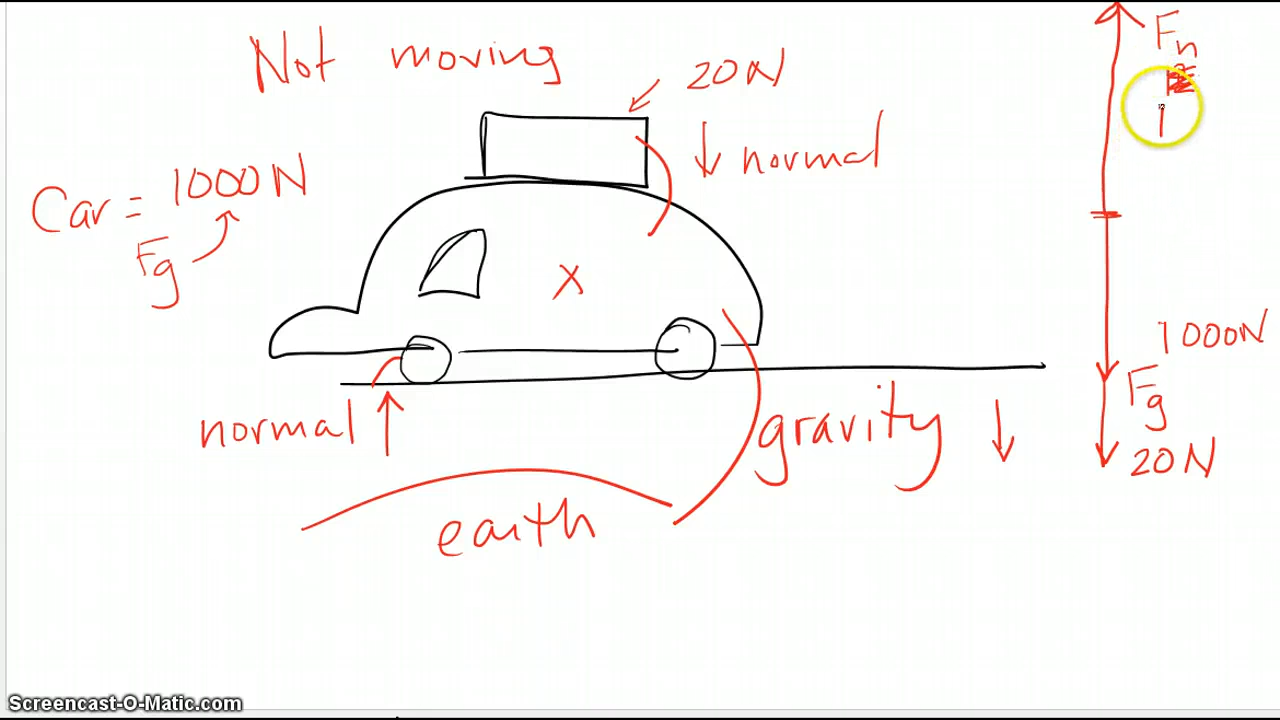 Not moving
20N
normal
Car = 1000N
Fg
X
normal
gravity
earth
Fn
1000N
Fg
20N
Screencast-O-Matic.com